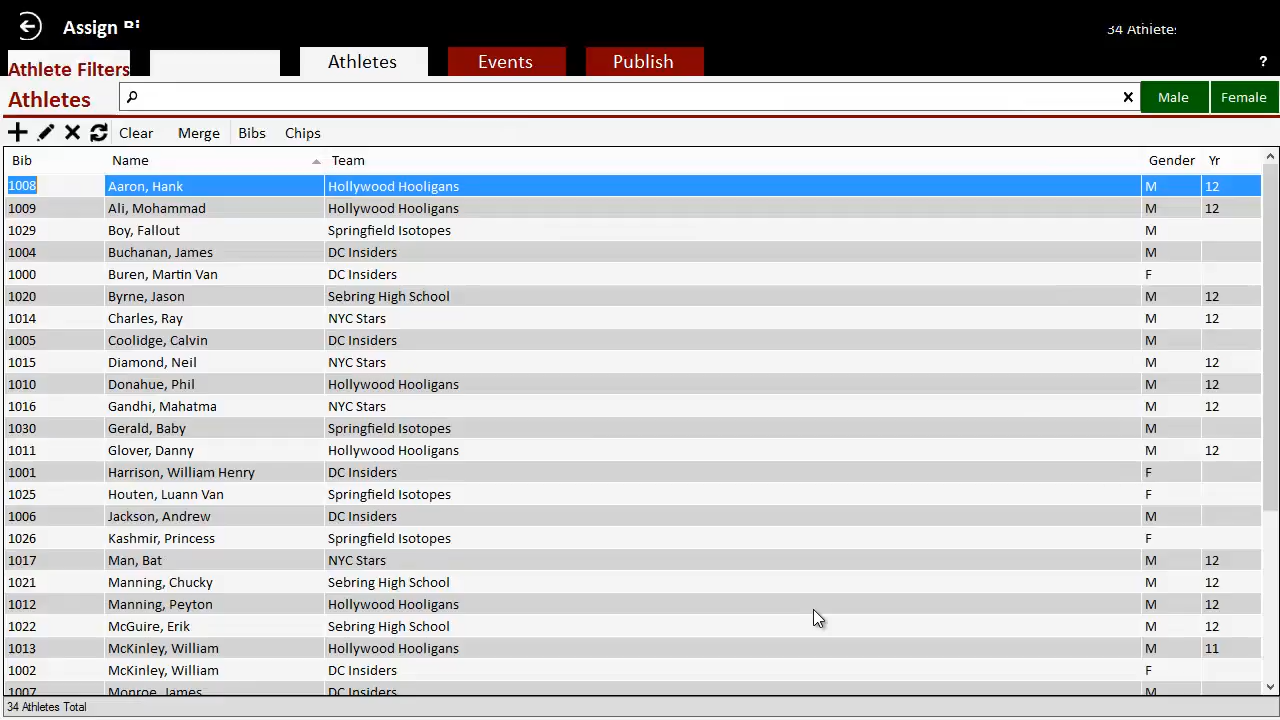 Assign
34 Athletes
Athlete Filters
Athletes
Events
Publish
?
Athletes
Male
Female
Clear
Merge
Bibs
Chips
Bib Name Team Gender Yr
1008 Aaron, Hank Hollywood Hooligans M 12
1009 Ali, Mohammad Hollywood Hooligans M 12
1029 Boy, Fallout Springfield Isotopes M
1004 Buchanan, James DC Insiders M
1000 Buren, Martin Van DC Insiders F
1020 Byrne, Jason Sebring High School M 12
1014 Charles, Ray NYC Stars M 12
1005 Coolidge, Calvin DC Insiders M
1015 Diamond, Neil NYC Stars M 12
1010 Donahue, Phil Hollywood Hooligans M 12
1016 Gandhi, Mahatma NYC Stars M 12
1030 Gerald, Baby Springfield Isotopes M
1011 Glover, Danny Hollywood Hooligans M 12
1001 Harrison, William Henry DC Insiders F
1025 Houten, Luann Van Springfield Isotopes F
1006 Jackson, Andrew DC Insiders M
1026 Kashmir, Princess Springfield Isotopes F
1017 Man, Bat NYC Stars M 12
1021 Manning, Chucky Sebring High School M 12
1012 Manning, Peyton Hollywood Hooligans M 12
1022 McGuire, Erik Sebring High School M 12
1013 McKinley, William Hollywood Hooligans M 11
1002 McKinley, William DC Insiders F
1007 Monroe, James DC Insiders M
34 Athletes Total